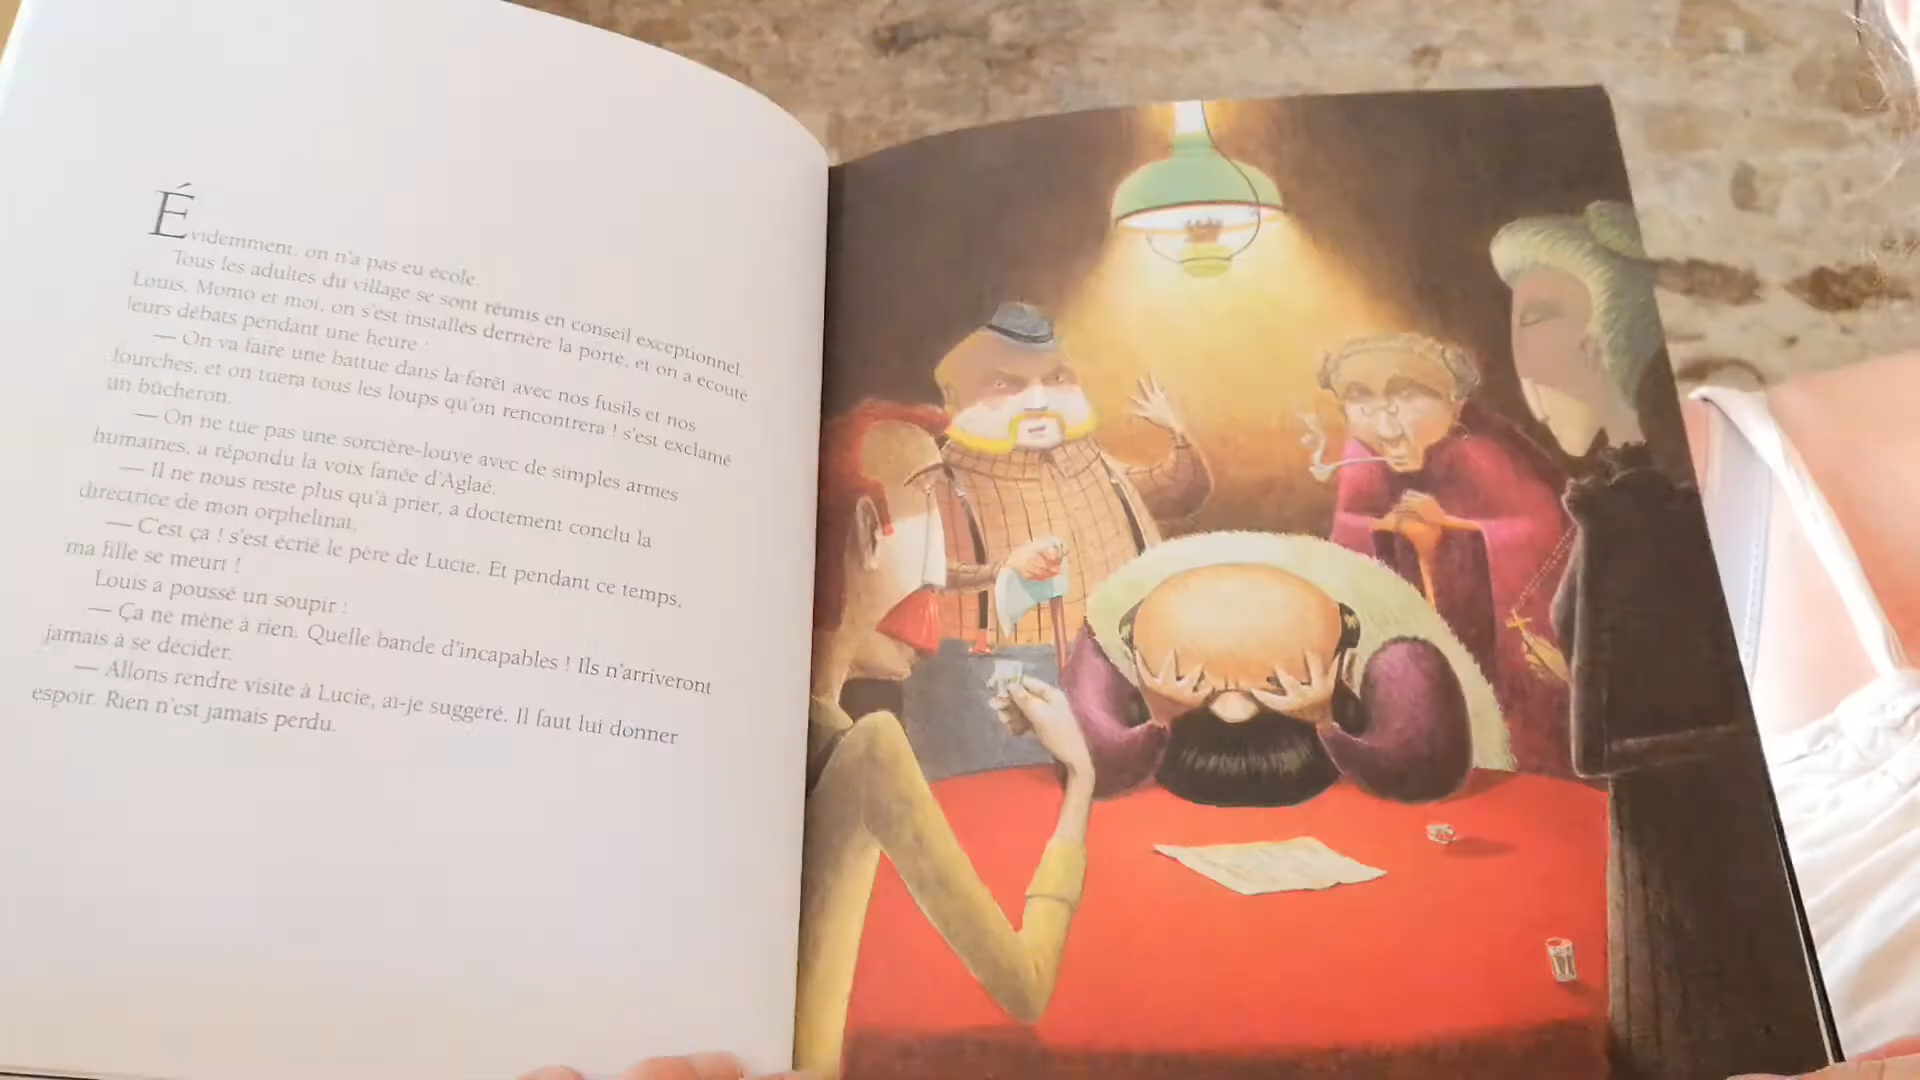 Évidemment, on n'a pas eu école.
Tous les adultes du village se sont réunis en conseil exceptionnel.
Louis, Momo et moi, on s'est installés derrière la porte, et on a écouté
leurs débats pendant une heure :
— On va faire une battue dans la forêt avec nos fusils et nos
fourches, et on tuera tous les loups qu'on rencontrera ! s'est exclamé
un bûcheron.
— On ne tue pas une sorcière-louve avec de simples armes
humaines, a répondu la voix fanée d'Aglaé.
— Il ne nous reste plus qu'à prier, a doctement conclu la
directrice de mon orphelinat.
— C'est ça ! s'est écrié le père de Lucie. Et pendant ce temps,
ma fille se meurt !
Louis a poussé un soupir :
— Ça ne mène à rien. Quelle bande d'incapables ! Ils n'arriveront
jamais à se décider.
— Allons rendre visite à Lucie, ai-je suggéré. Il faut lui donner
espoir. Rien n'est jamais perdu.